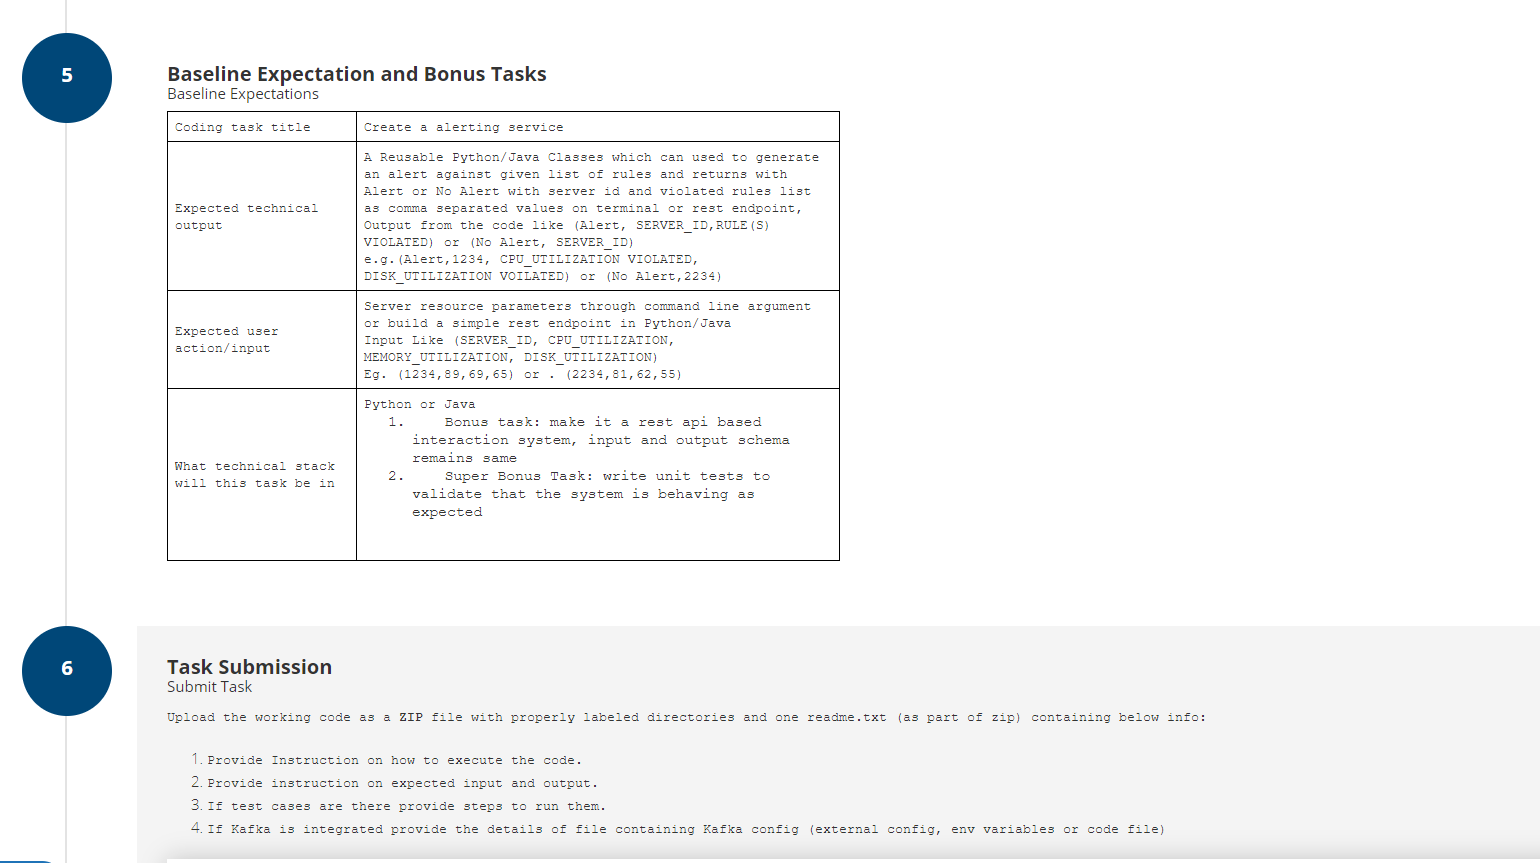 5
Baseline Expectation and Bonus Tasks
Baseline Expectations
Coding task title
Create a alerting service
Expected technical
output
A Reusable Python/Java Classes which can used to generate
an alert against given list of rules and returns with
Alert or No Alert with server id and violated rules list
as comma separated values on terminal or rest endpoint,
Output from the code like (Alert, SERVER_ID,RULE(S)
VIOLATED) or (No Alert, SERVER_ID)
e.g.(Alert,1234, CPU_UTILIZATION VIOLATED,
DISK_UTILIZATION VOILATED) or (No Alert,2234)
Expected user
action/input
Server resource parameters through command line argument
or build a simple rest endpoint in Python/Java
Input Like (SERVER_ID, CPU_UTILIZATION,
MEMORY_UTILIZATION, DISK_UTILIZATION)
Eg. (1234,89,69,65) or . (2234,81,62,55)
What technical stack
will this task be in
Python or Java
1. Bonus task: make it a rest api based
interaction system, input and output schema
remains same
2. Super Bonus Task: write unit tests to
validate that the system is behaving as
expected
6
Task Submission
Submit Task
Upload the working code as a ZIP file with properly labeled directories and one readme.txt (as part of zip) containing below info:
1. Provide Instruction on how to execute the code.
2. Provide instruction on expected input and output.
3. If test cases are there provide steps to run them.
4. If Kafka is integrated provide the details of file containing Kafka config (external config, env variables or code file)